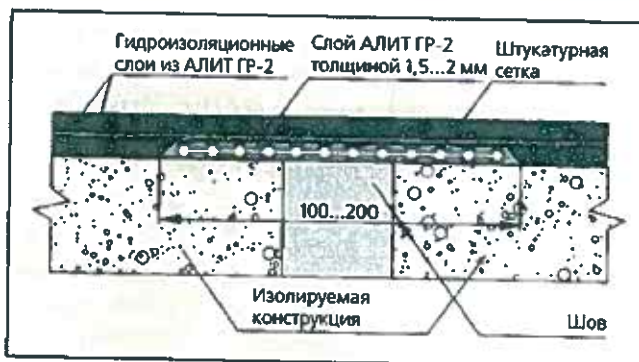 Гидроизоляционные
слои из АЛИТ ГР-2
Слой АЛИТ ГР-2
толщиной 1,5...2 мм
Штукатурная
сетка
100...200
Изолируемая
конструкция
Шов